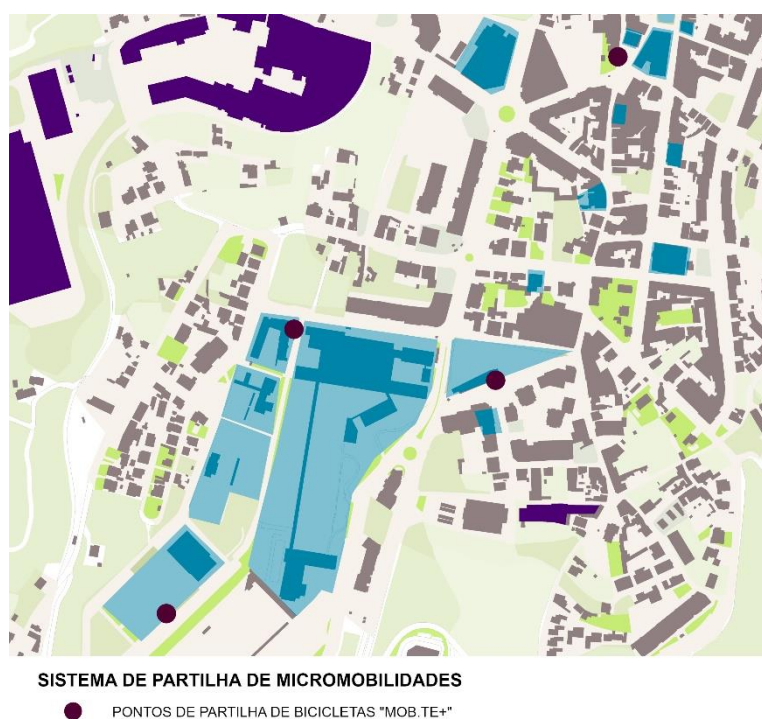 SISTEMA DE PARTILHA DE MICROMOBILIDADES
PONTOS DE PARTILHA DE BICICLETAS "MOB.TE+"